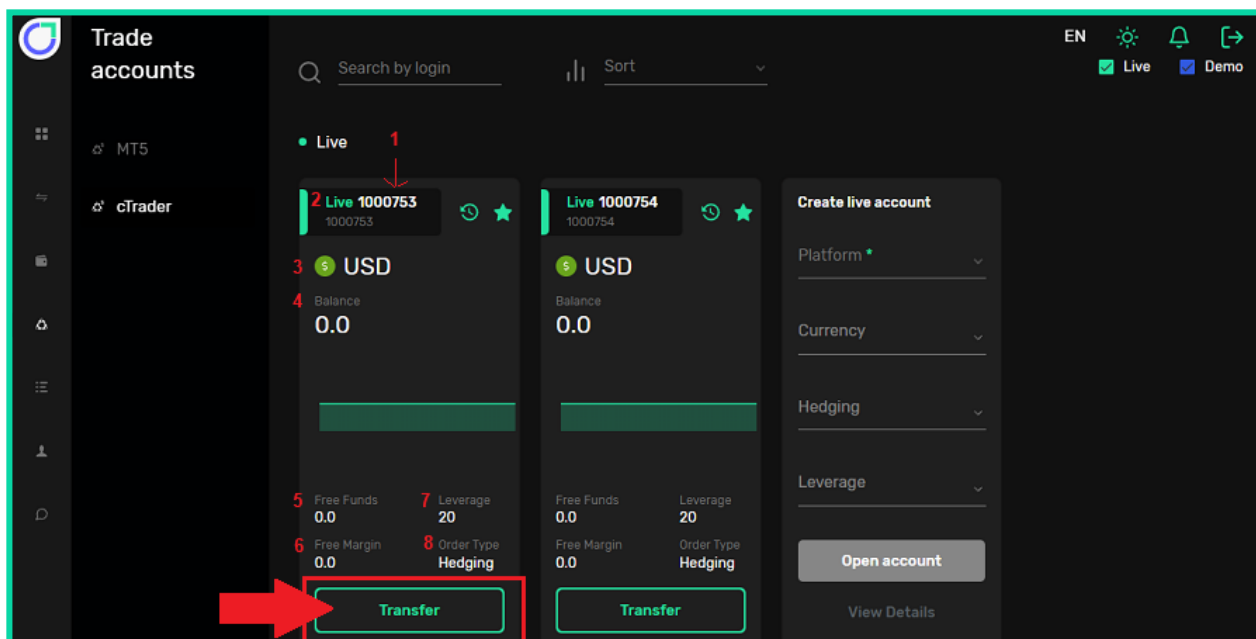 Trade
accounts
MT5
cTrader
Search by login
Sort
EN
Live
Demo
Live
1
2
Live 1000753
1000753
3
USD
4
Balance
0.0
5
Free Funds
0.0
7
Leverage
20
6
Free Margin
0.0
8
Order Type
Hedging
Transfer
Live 1000754
1000754
USD
Balance
0.0
Free Funds
0.0
Leverage
20
Free Margin
0.0
Order Type
Hedging
Transfer
Create live account
Platform *
Currency
Hedging
Leverage
Open account
View Details